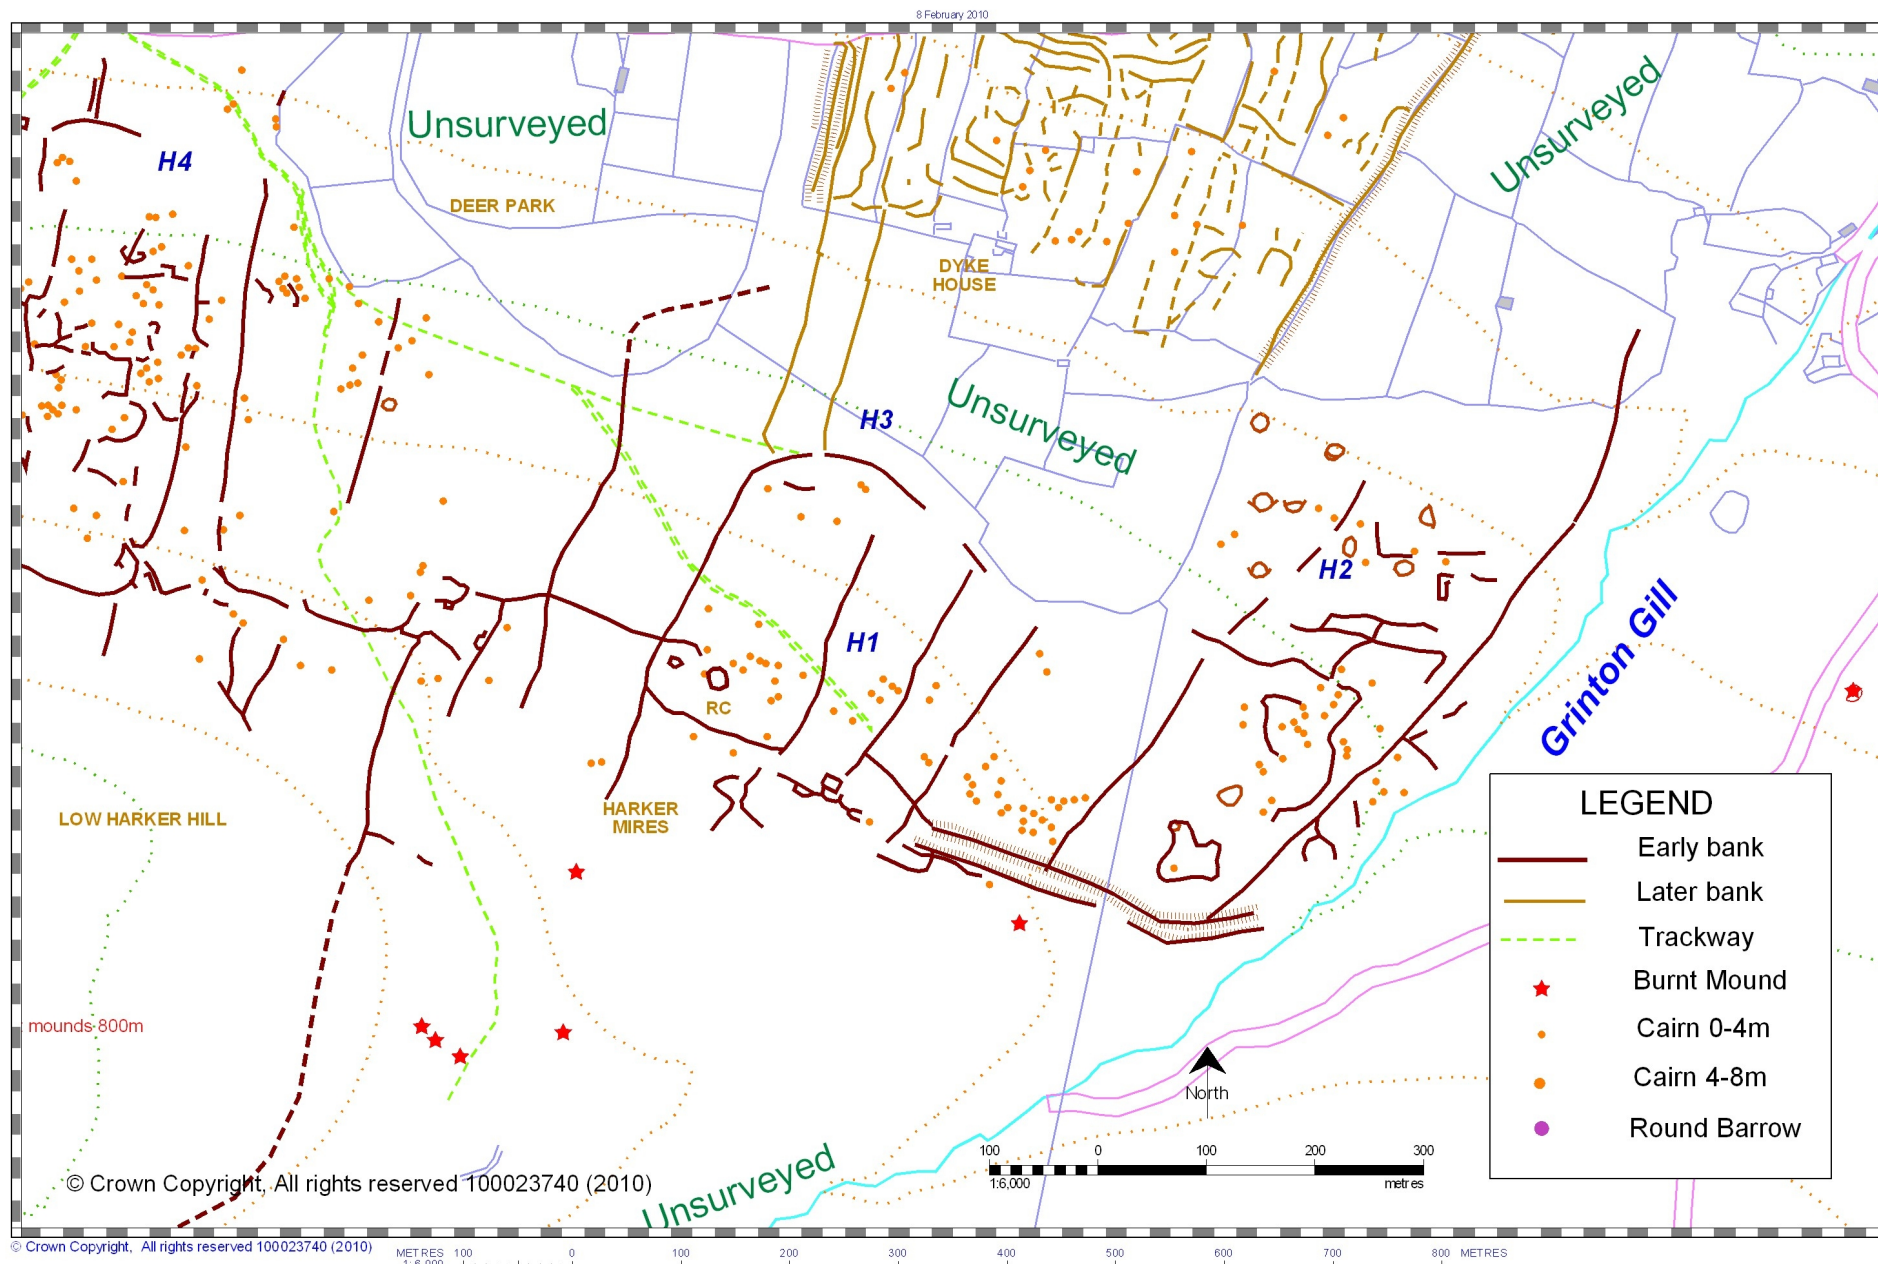 8 February 2010
Unsurveyed
Unsurveyed
H4
DEER PARK
DYKE
HOUSE
H3
Unsurveyed
H2
Grinton Gill
H1
RC
LOW HARKER HILL
HARKER
MIRES
LEGEND
Early bank
Later bank
Trackway
Burnt Mound
Cairn 0-4m
Cairn 4-8m
Round Barrow
mounds 800m
North
100 0 100 200 300
1:6,000 metres
© Crown Copyright, All rights reserved 100023740 (2010)
Unsurveyed
© Crown Copyright, All rights reserved 100023740 (2010)
METRES 100 0 100 200 300 400 500 600 700 800 METRES
1:6,000